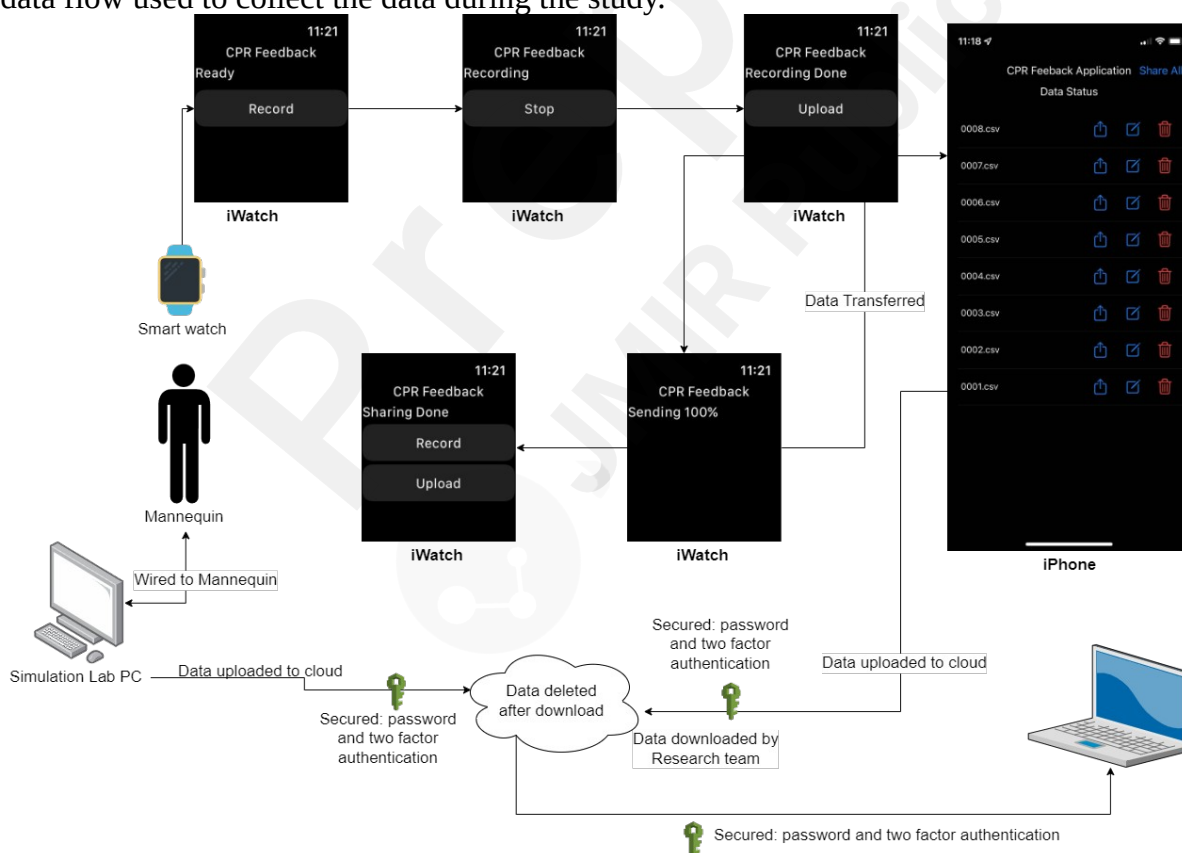 data flow used to collect the data during the study.
11:21
CPR Feedback
Ready
Record
iWatch
11:21
CPR Feedback
Recording
Stop
iWatch
11:21
CPR Feedback
Recording Done
Upload
iWatch
11:18
CPR Feeback Application Share All
Data Status
0008.csv
0007.csv
0006.csv
0005.csv
0004.csv
0003.csv
0002.csv
0001.csv
iPhone
Smart watch
Data Transferred
11:21
CPR Feedback
Sharing Done
Record
Upload
iWatch
11:21
CPR Feedback
Sending 100%
iWatch
Mannequin
Wired to Mannequin
Simulation Lab PC
Data uploaded to cloud
Secured: password
and two factor
authentication
Data deleted
after download
Secured: password
and two factor
authentication
Data uploaded to cloud
Data downloaded by
Research team
Secured: password and two factor authentication
Prep
JMIR Public